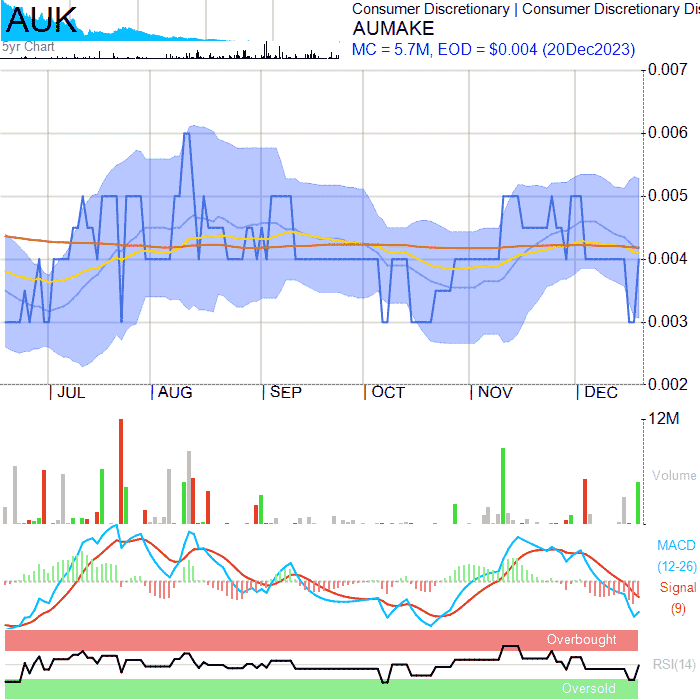 AUK
5yr Chart
Consumer Discretionary | Consumer Discretionary Dis
AUMAKE
MC = 5.7M, EOD = $0.004 (20Dec2023)
0.007
0.006
0.005
0.004
0.003
0.002
JUL AUG SEP OCT NOV DEC
12M
Volume
MACD
(12-26)
Signal
(9)
Overbought
RSI(14)
Oversold